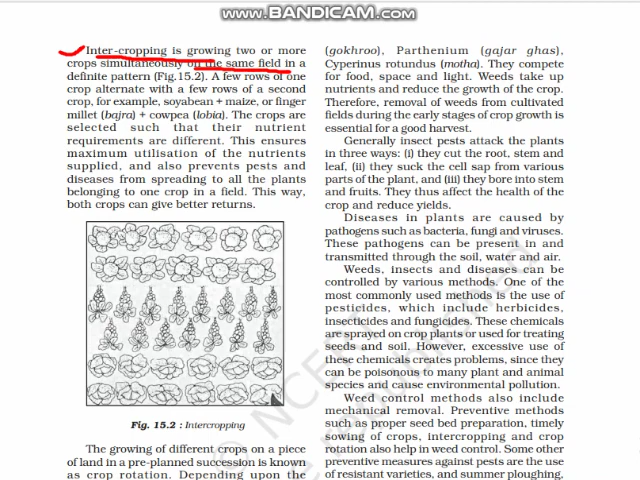 WWW.BANDICAM.COM
Inter-cropping is growing two or more
crops simultaneously on the same field in a
definite pattern (Fig.15.2). A few rows of one
crop alternate with a few rows of a second
crop, for example, soyabean + maize, or finger
millet (bajra) + cowpea (lobia). The crops are
selected such that their nutrient
requirements are different. This ensures
maximum utilisation of the nutrients
supplied, and also prevents pests and
diseases from spreading to all the plants
belonging to one crop in a field. This way,
both crops can give better returns.
Fig. 15.2 : Intercropping
The growing of different crops on a piece
of land in a pre-planned succession is known
as crop rotation. Depending upon the
(gokhroo), Parthenium (gajar ghas),
Cyperinus rotundus (motha). They compete
for food, space and light. Weeds take up
nutrients and reduce the growth of the crop.
Therefore, removal of weeds from cultivated
fields during the early stages of crop growth is
essential for a good harvest.
Generally insect pests attack the plants
in three ways: (i) they cut the root, stem and
leaf, (ii) they suck the cell sap from various
parts of the plant, and (iii) they bore into stem
and fruits. They thus affect the health of the
crop and reduce yields.
Diseases in plants are caused by
pathogens such as bacteria, fungi and viruses.
These pathogens can be present in and
transmitted through the soil, water and air.
Weeds, insects and diseases can be
controlled by various methods. One of the
most commonly used methods is the use of
pesticides, which include herbicides,
insecticides and fungicides. These chemicals
are sprayed on crop plants or used for treating
seeds and soil. However, excessive use of
these chemicals creates problems, since they
can be poisonous to many plant and animal
species and cause environmental pollution.
Weed control methods also include
mechanical removal. Preventive methods
such as proper seed bed preparation, timely
sowing of crops, intercropping and crop
rotation also help in weed control. Some other
preventive measures against pests are the use
of resistant varieties, and summer ploughing,
© NCERT